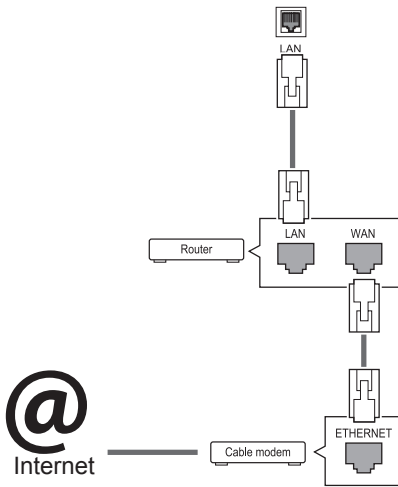 LAN
LAN WAN
Router
ETHERNET
Cable modem
@
Internet